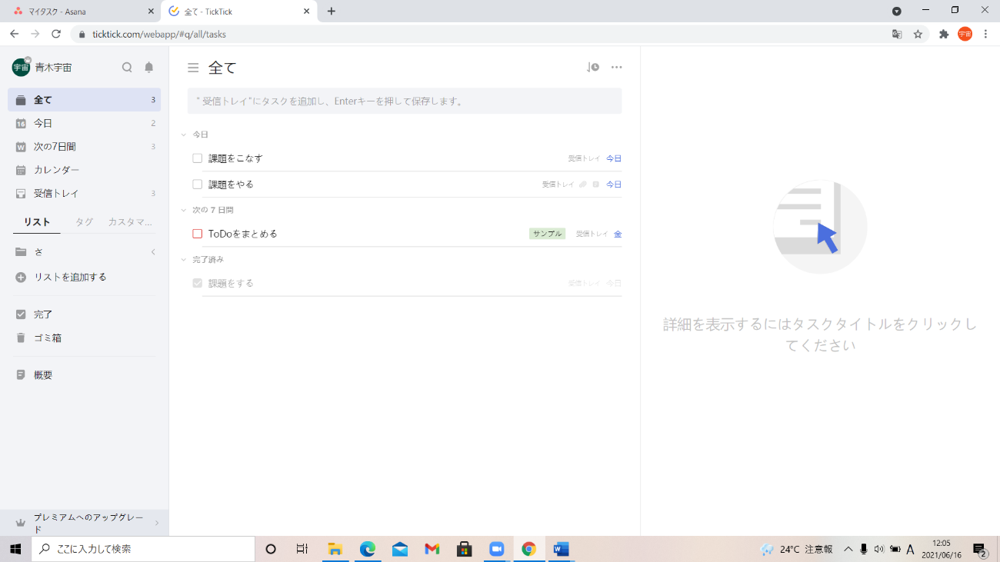 マイタスク - Asana
全て - TickTick
ticktick.com/webapp/#q/all/tasks
宇宙
宇宙
青木宇宙
全て 3
16 今日 2
W 次の7日間 3
カレンダー
受信トレイ 3
リスト タグ カスタマ...
さ
リストを追加する
完了
ゴミ箱
概要
プレミアムへのアップグレー
ド
全て
" 受信トレイ"にタスクを追加し、Enterキーを押して保存します。
今日
課題をこなす 受信トレイ 今日
課題をやる 受信トレイ 今日
次の 7 日間
ToDoをまとめる サンプル 受信トレイ 金
完了済み
課題をする 受信トレイ 今日
詳細を表示するにはタスクタイトルをクリックし
てください
ここに入力して検索
24°C 注意報
A
12:05
2021/06/16
2